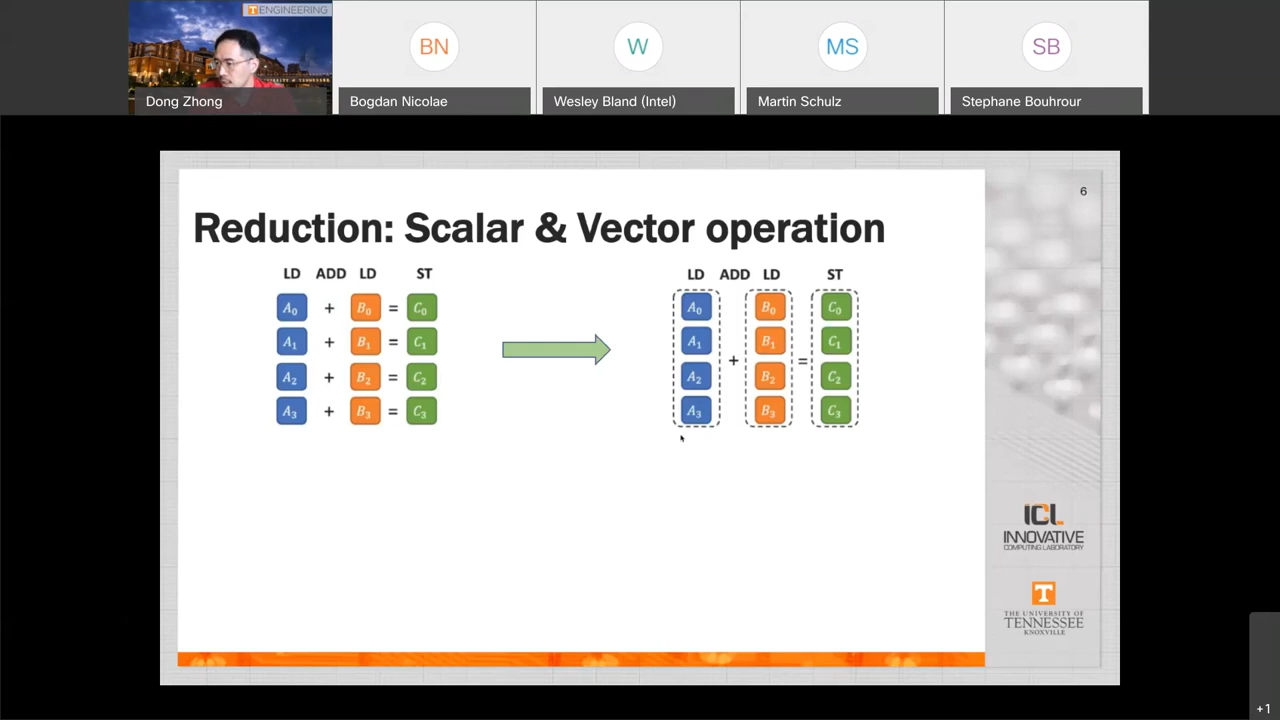 T ENGINEERING
BN
W
MS
SB
Dong Zhong
Bogdan Nicolae
Wesley Bland (Intel)
Martin Schulz
Stephane Bouhrour
6
Reduction: Scalar & Vector operation
LD ADD LD ST
A₀ + B₀ = C₀
A₁ + B₁ = C₁
A₂ + B₂ = C₂
A₃ + B₃ = C₃
LD ADD LD ST
A₀ B₀ C₀
A₁ B₁ C₁
+ =
A₂ B₂ C₂
A₃ B₃ C₃
ICL
INNOVATIVE
COMPUTING LABORATORY
T
THE UNIVERSITY OF
TENNESSEE
KNOXVILLE
+1